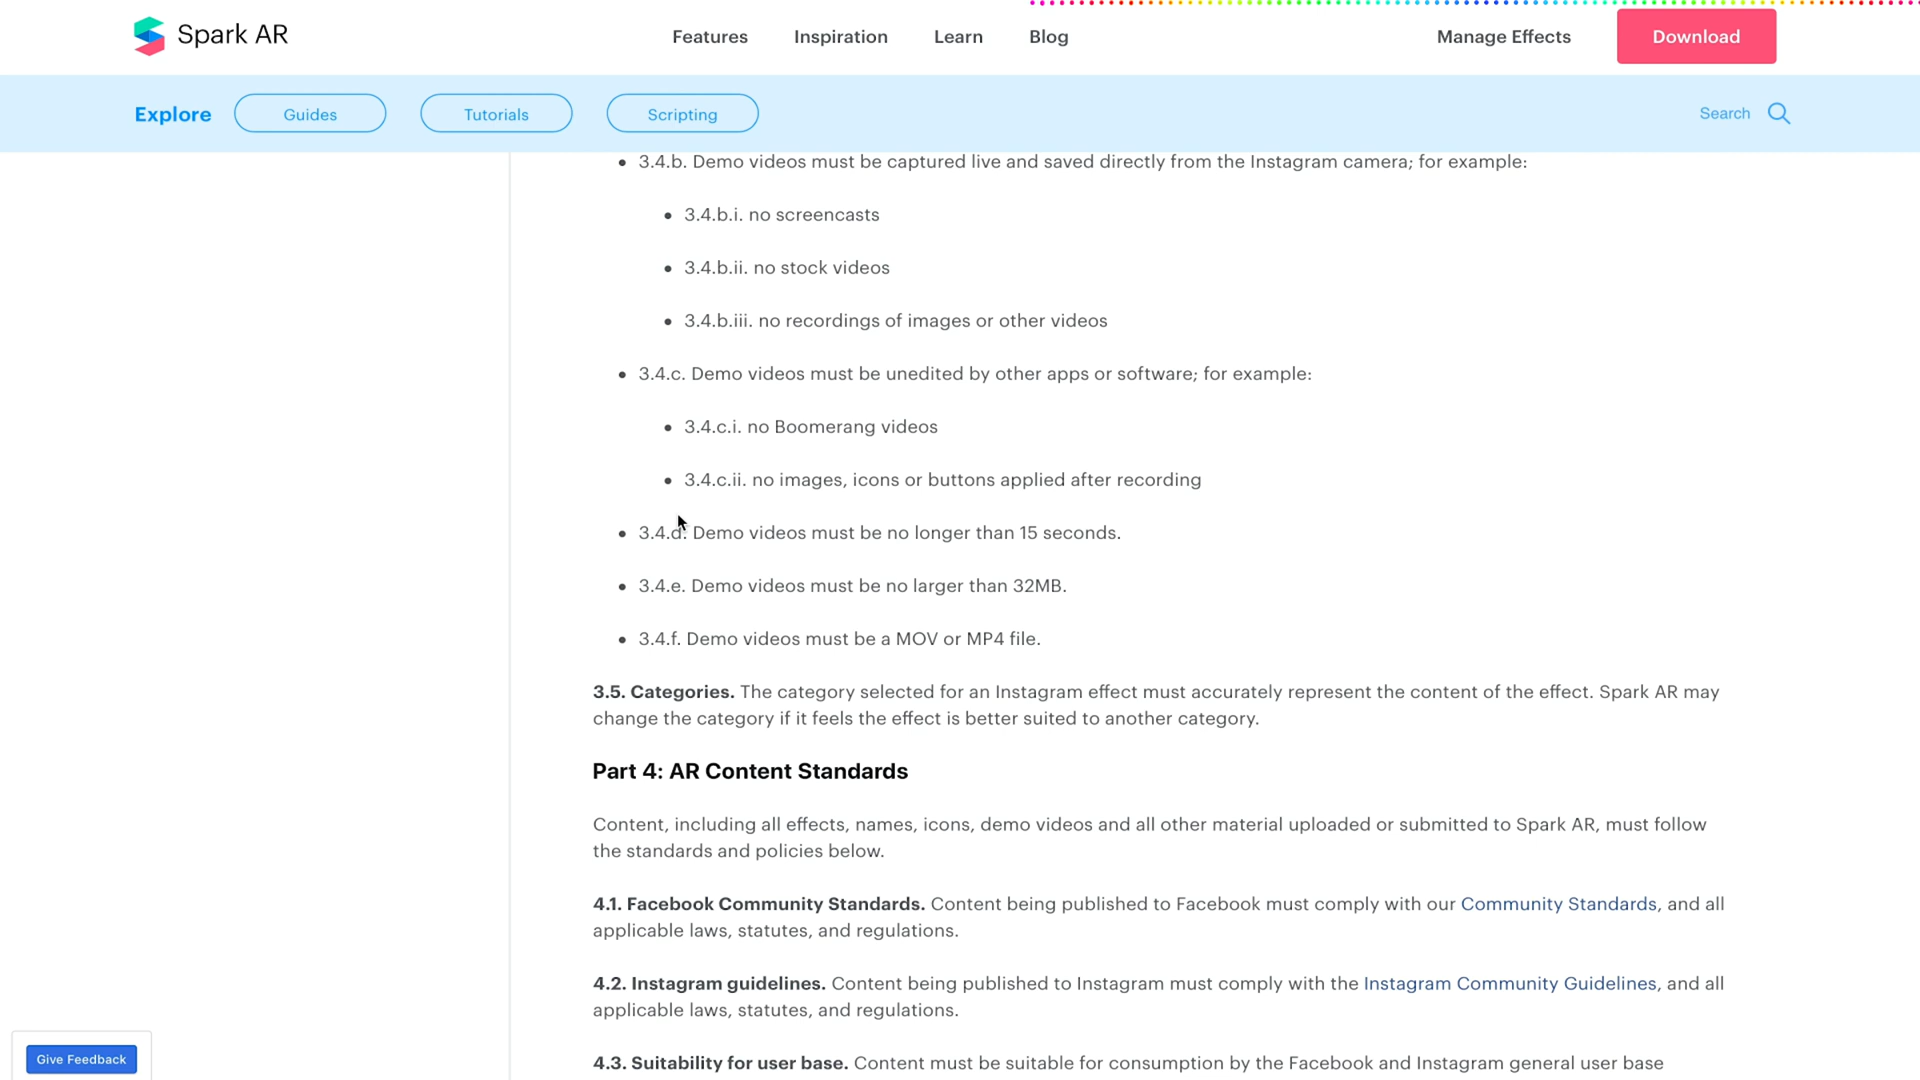 Spark AR
Features Inspiration Learn Blog
Manage Effects Download
Explore Guides Tutorials Scripting
Search
3.4.b. Demo videos must be captured live and saved directly from the Instagram camera; for example:
3.4.b.i. no screencasts
3.4.b.ii. no stock videos
3.4.b.iii. no recordings of images or other videos
3.4.c. Demo videos must be unedited by other apps or software; for example:
3.4.c.i. no Boomerang videos
3.4.c.ii. no images, icons or buttons applied after recording
3.4.d. Demo videos must be no longer than 15 seconds.
3.4.e. Demo videos must be no larger than 32MB.
3.4.f. Demo videos must be a MOV or MP4 file.
3.5. Categories. The category selected for an Instagram effect must accurately represent the content of the effect. Spark AR may
change the category if it feels the effect is better suited to another category.
Part 4: AR Content Standards
Content, including all effects, names, icons, demo videos and all other material uploaded or submitted to Spark AR, must follow
the standards and policies below.
4.1. Facebook Community Standards. Content being published to Facebook must comply with our Community Standards, and all
applicable laws, statutes, and regulations.
4.2. Instagram guidelines. Content being published to Instagram must comply with the Instagram Community Guidelines, and all
applicable laws, statutes, and regulations.
4.3. Suitability for user base. Content must be suitable for consumption by the Facebook and Instagram general user base
Give Feedback